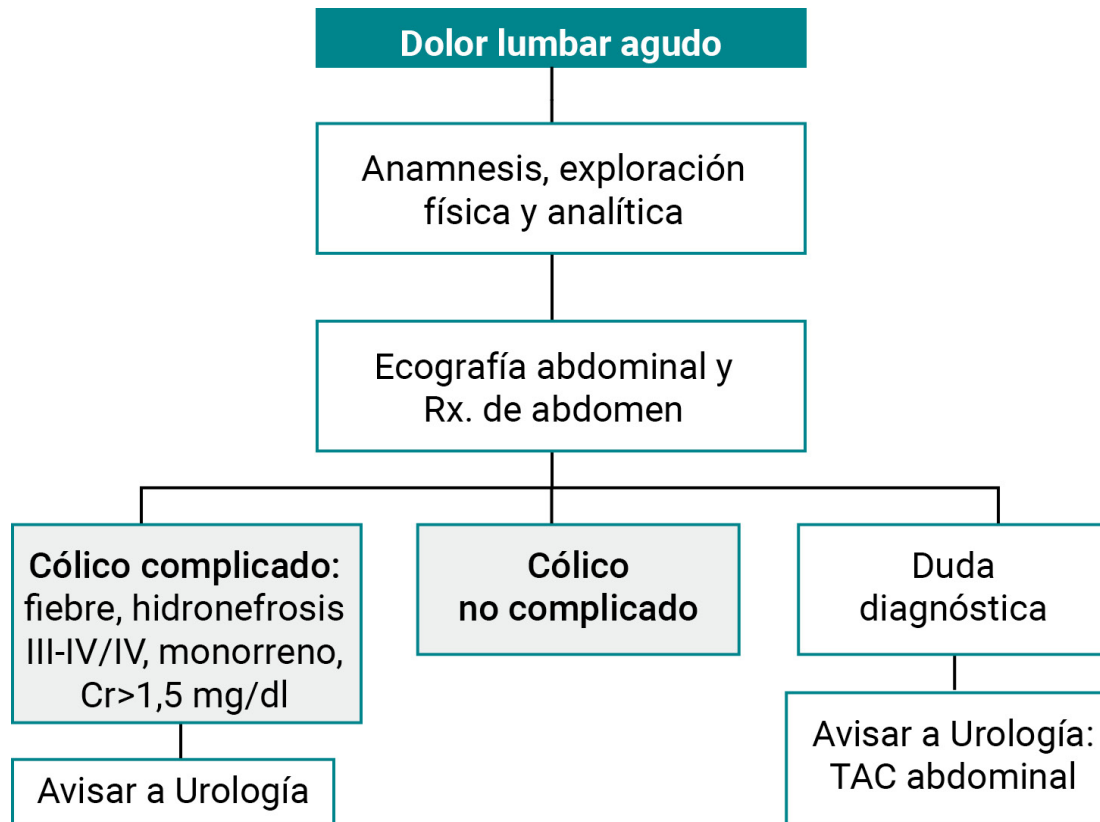 Dolor lumbar agudo
Anamnesis, exploración
física y analítica
Ecografía abdominal y
Rx. de abdomen
Cólico complicado:
fiebre, hidronefrosis
III-IV/IV, monorreno,
Cr>1,5 mg/dl
Avisar a Urología
Cólico
no complicado
Duda
diagnóstica
Avisar a Urología:
TAC abdominal